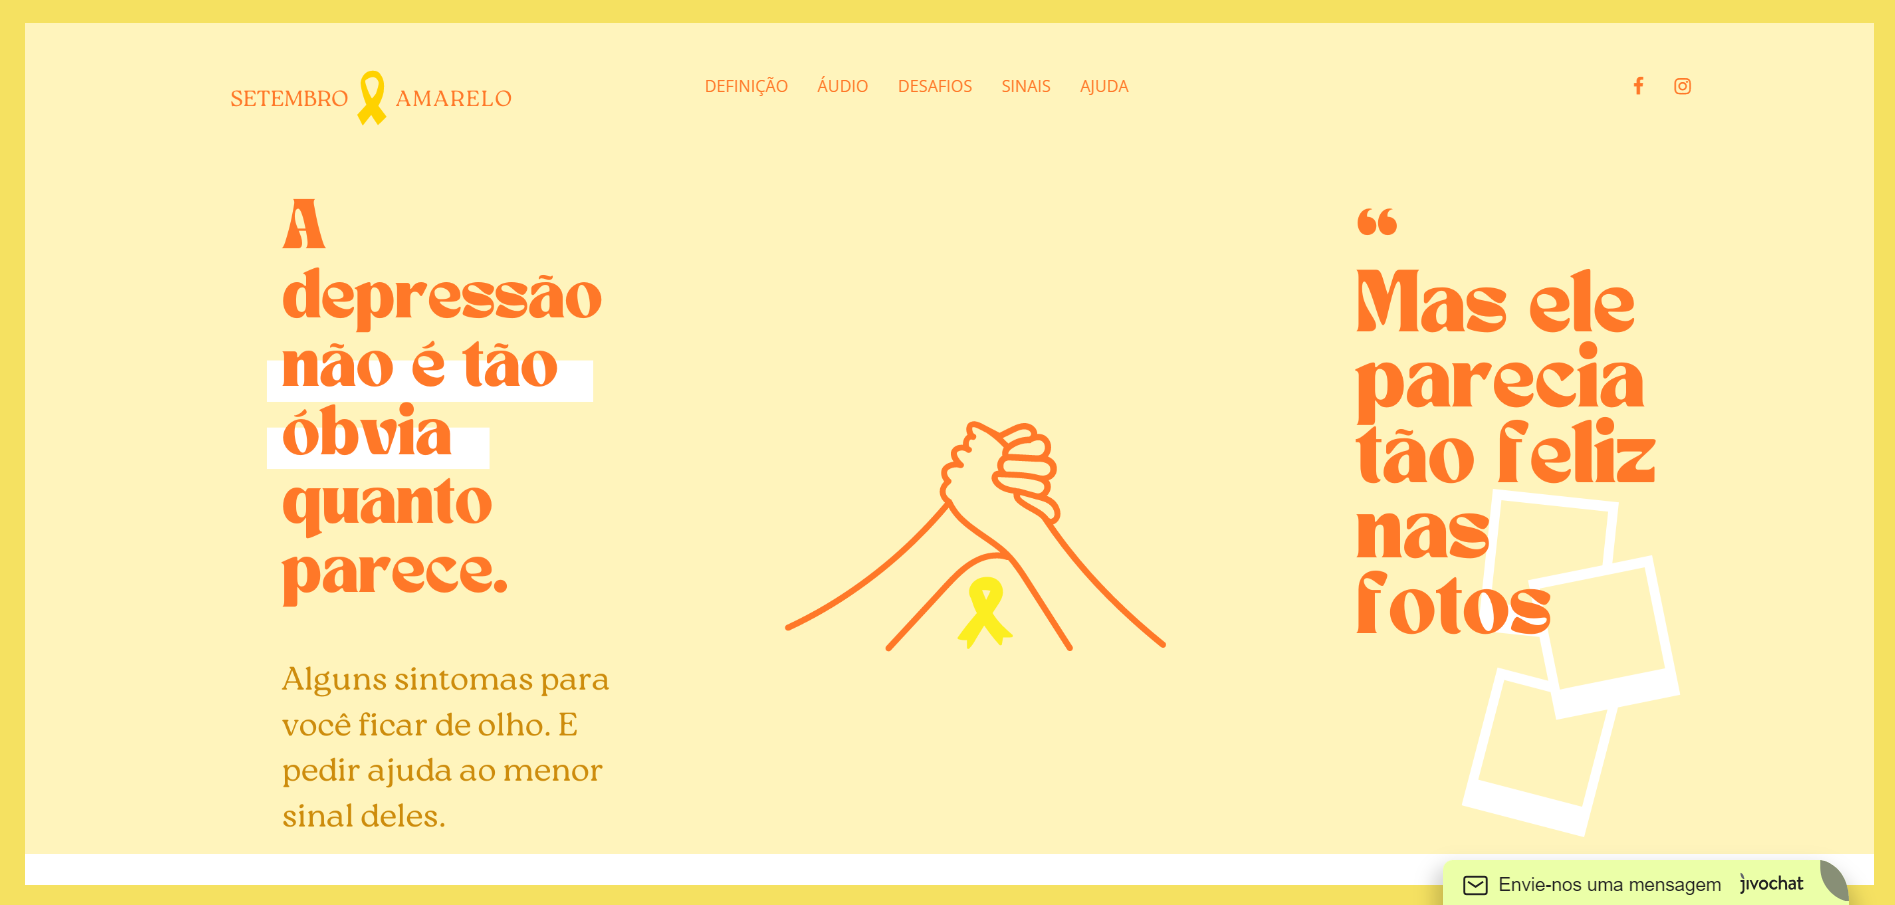 SETEMBRO AMARELO
DEFINIÇÃO ÁUDIO DESAFIOS SINAIS AJUDA
A
depressão
não é tão
óbvia
quanto
parece.
Alguns sintomas para
você ficar de olho. E
pedir ajuda ao menor
sinal deles.
“
Mas ele
parecia
tão feliz
nas
fotos
Envie-nos uma mensagem jivochat